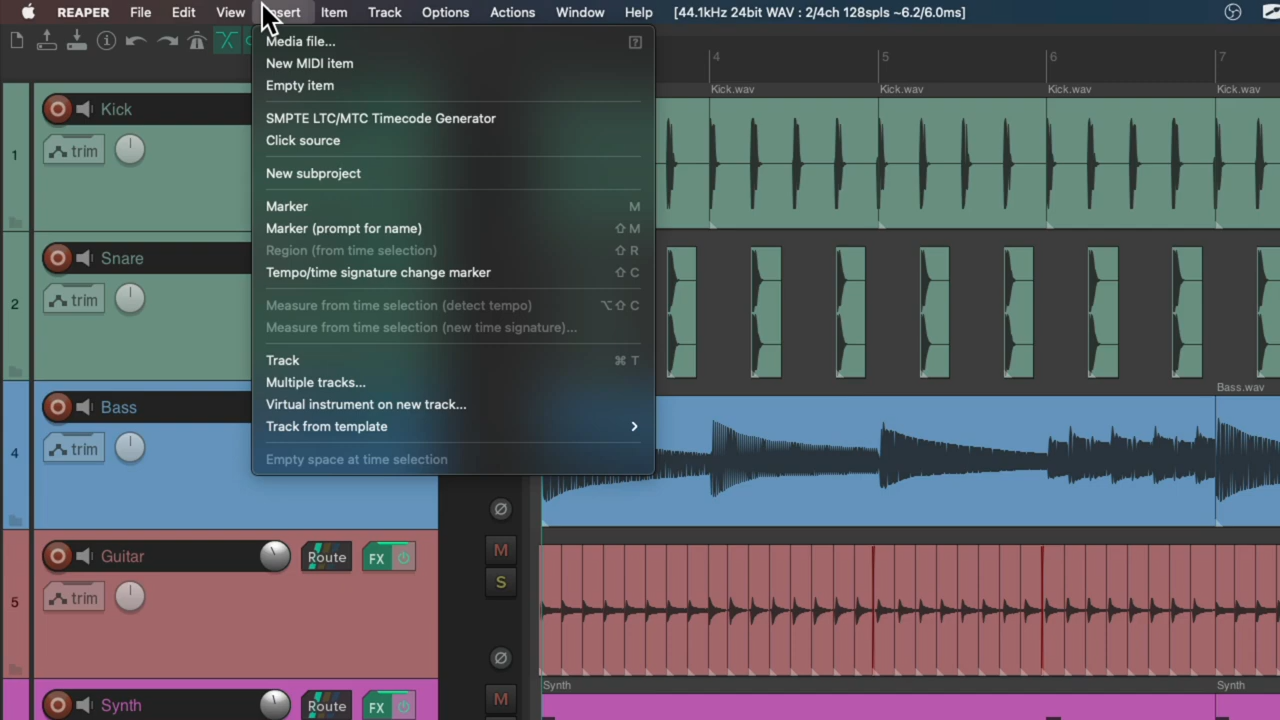 REAPER File Edit View Insert Item Track Options Actions Window Help [44.1kHz 24bit WAV : 2/4ch 128spls ~6.2/6.0ms]
Media file...
New MIDI item
Empty item
SMPTE LTC/MTC Timecode Generator
Click source
New subproject
Marker M
Marker (prompt for name) ⇧ M
Region (from time selection) ⇧ R
Tempo/time signature change marker ⇧ C
Measure from time selection (detect tempo) ⌥⇧ C
Measure from time selection (new time signature)...
Track ⌘ T
Multiple tracks...
Virtual instrument on new track...
Track from template
Empty space at time selection
4 5 6 7
Kick.wav Kick.wav Kick.wav Kick.wav
1 Kick
trim
2 Snare
trim
Bass.wav
4 Bass
trim
Guitar Route FX M
5 trim S
Synth Synth
Synth Route FX M